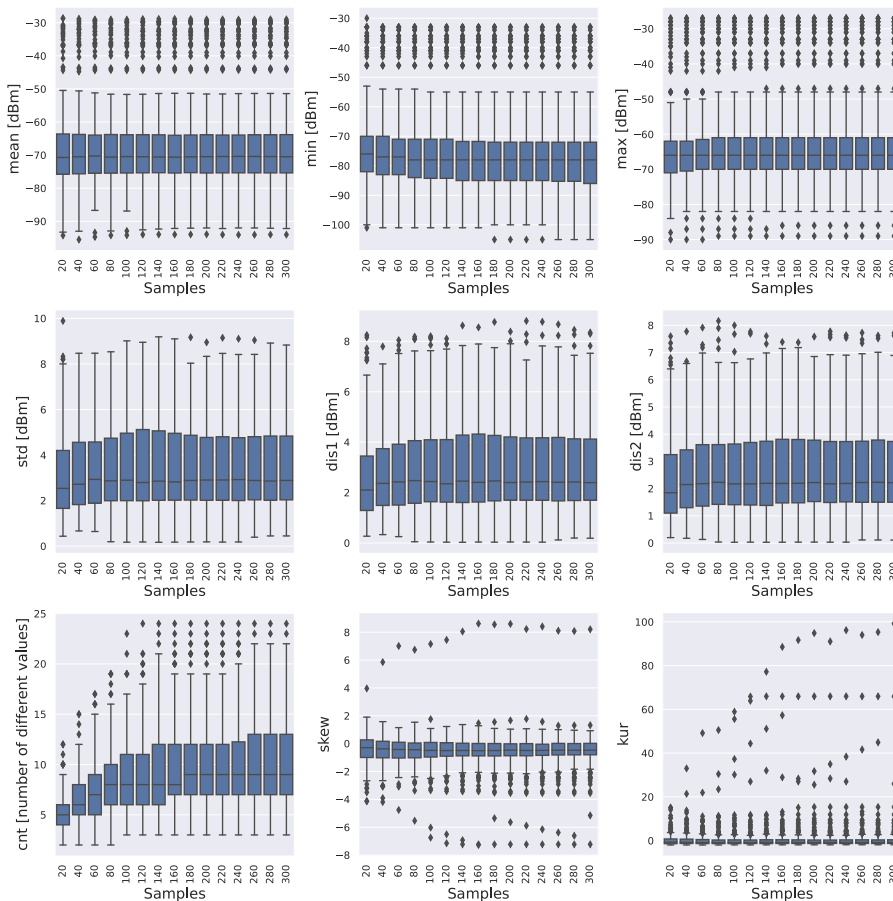 mean [dBm]
−30
−40
−50
−60
−70
−80
−90
20 40 60 80 100 120 140 160 180 200 220 240 260 280 300
Samples
min [dBm]
−30
−40
−50
−60
−70
−80
−90
−100
20 40 60 80 100 120 140 160 180 200 220 240 260 280 300
Samples
max [dBm]
−30
−40
−50
−60
−70
−80
−90
20 40 60 80 100 120 140 160 180 200 220 240 260 280 300
Samples
std [dBm]
10
8
6
4
2
0
20 40 60 80 100 120 140 160 180 200 220 240 260 280 300
Samples
dis1 [dBm]
8
6
4
2
0
20 40 60 80 100 120 140 160 180 200 220 240 260 280 300
Samples
dis2 [dBm]
8
7
6
5
4
3
2
1
0
20 40 60 80 100 120 140 160 180 200 220 240 260 280 300
Samples
cnt [number of different values]
25
20
15
10
5
20 40 60 80 100 120 140 160 180 200 220 240 260 280 300
Samples
skew
8
6
4
2
0
−2
−4
−6
−8
20 40 60 80 100 120 140 160 180 200 220 240 260 280 300
Samples
kur
100
80
60
40
20
0
20 40 60 80 100 120 140 160 180 200 220 240 260 280 300
Samples